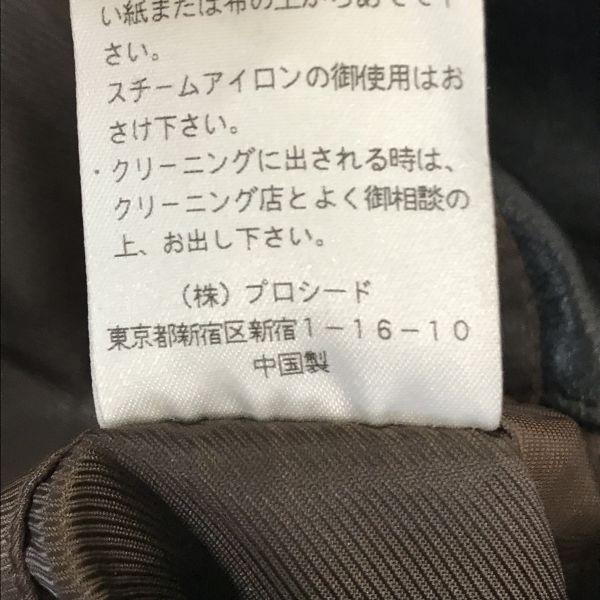 い紙または布の上からあてて下
さい。
スチームアイロンの御使用はお
さけ下さい。
・クリーニングに出される時は、
クリーニング店とよく御相談の
上、お出し下さい。
(株)プロシード
東京都新宿区新宿1-16-10
中国製